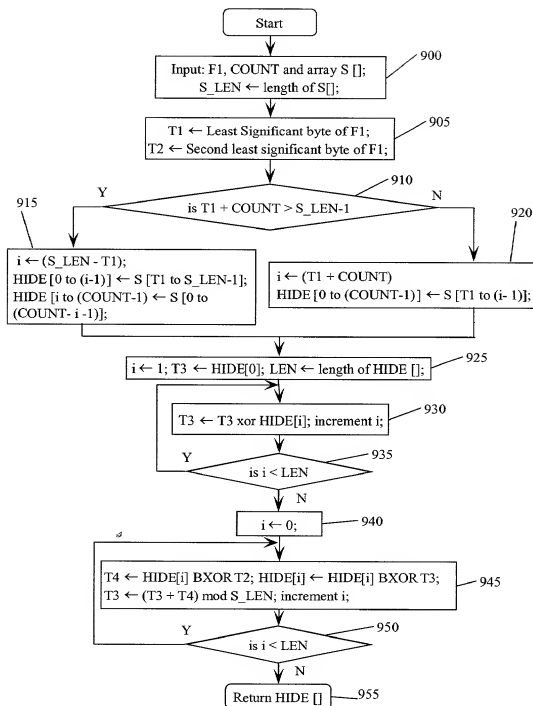 Start
Input: F1, COUNT and array S [];
S_LEN ← length of S[];
900
T1 ← Least Significant byte of F1;
T2 ← Second least significant byte of F1;
905
910
Y
N
is T1 + COUNT > S_LEN-1
915
920
i ← (S_LEN - T1);
HIDE [0 to (i-1)] ← S [T1 to S_LEN-1];
HIDE [i to (COUNT-1) ← S [0 to
(COUNT- i -1)];
i ← (T1 + COUNT)
HIDE [0 to (COUNT-1)] ← S [T1 to (i- 1)];
925
i ← 1; T3 ← HIDE[0]; LEN ← length of HIDE [];
930
T3 ← T3 xor HIDE[i]; increment i;
935
Y
is i < LEN
N
i ← 0;
940
T4 ← HIDE[i] BXOR T2; HIDE[i] ← HIDE[i] BXOR T3;
T3 ← (T3 + T4) mod S_LEN; increment i;
945
950
Y
is i < LEN
N
Return HIDE []
955